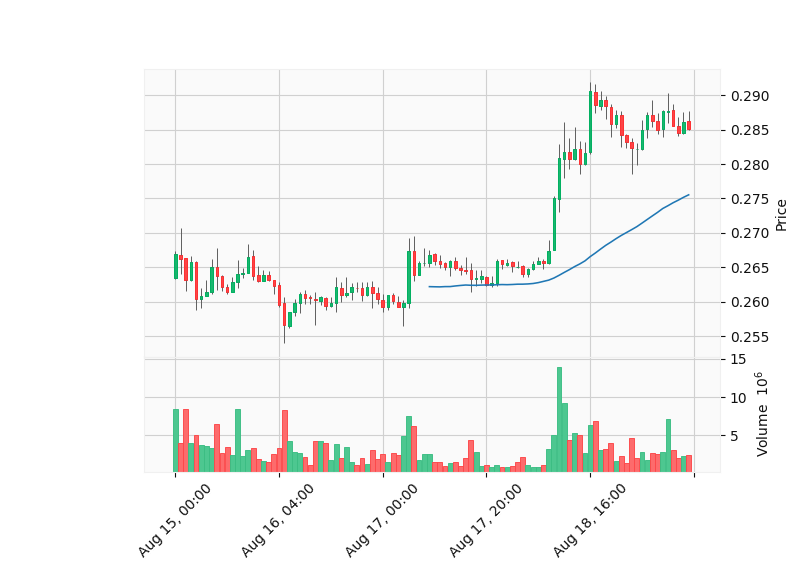 0.290
0.285
0.280
0.275
0.270
0.265
0.260
0.255
Price
15
10
5
Volume 10^6
Aug 15, 00:00
Aug 16, 04:00
Aug 17, 00:00
Aug 17, 20:00
Aug 18, 16:00